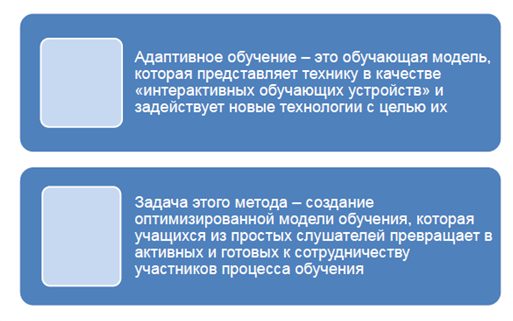 Адаптивное обучение – это обучающая модель,
которая представляет технику в качестве
«интерактивных обучающих устройств» и
задействует новые технологии с целью их
Задача этого метода – создание
оптимизированной модели обучения, которая
учащихся из простых слушателей превращает в
активных и готовых к сотрудничеству
участников процесса обучения